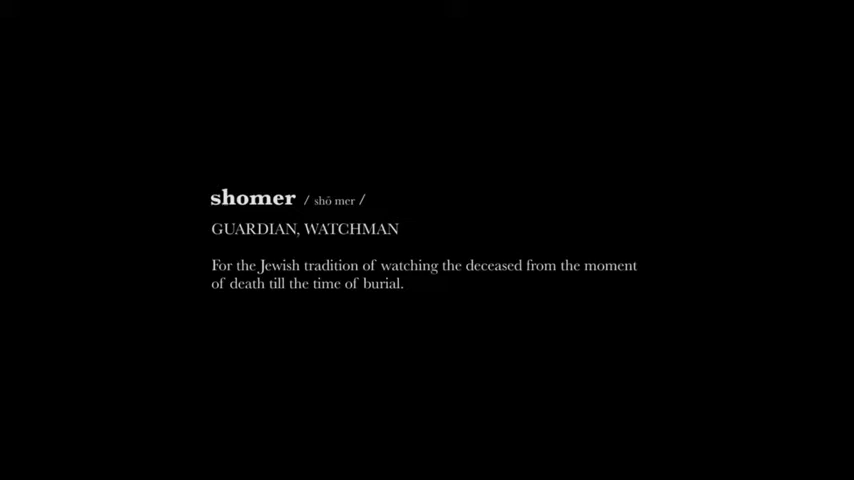 shomer / shō mer /
GUARDIAN, WATCHMAN
For the Jewish tradition of watching the deceased from the moment
of death till the time of burial.